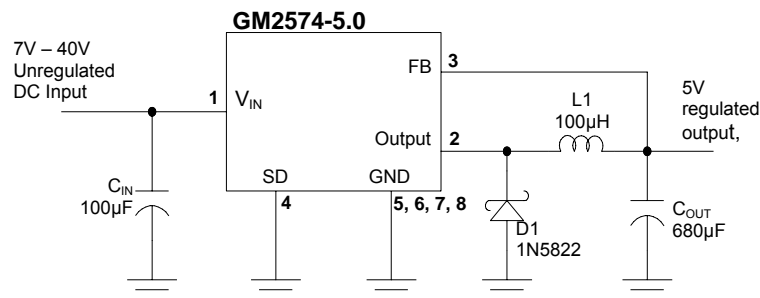 GM2574-5.0
7V – 40V
Unregulated
DC Input
1
VIN
FB
3
Output
2
L1
100µH
5V
regulated
output,
SD
GND
4
5, 6, 7, 8
CIN
100µF
D1
1N5822
COUT
680µF